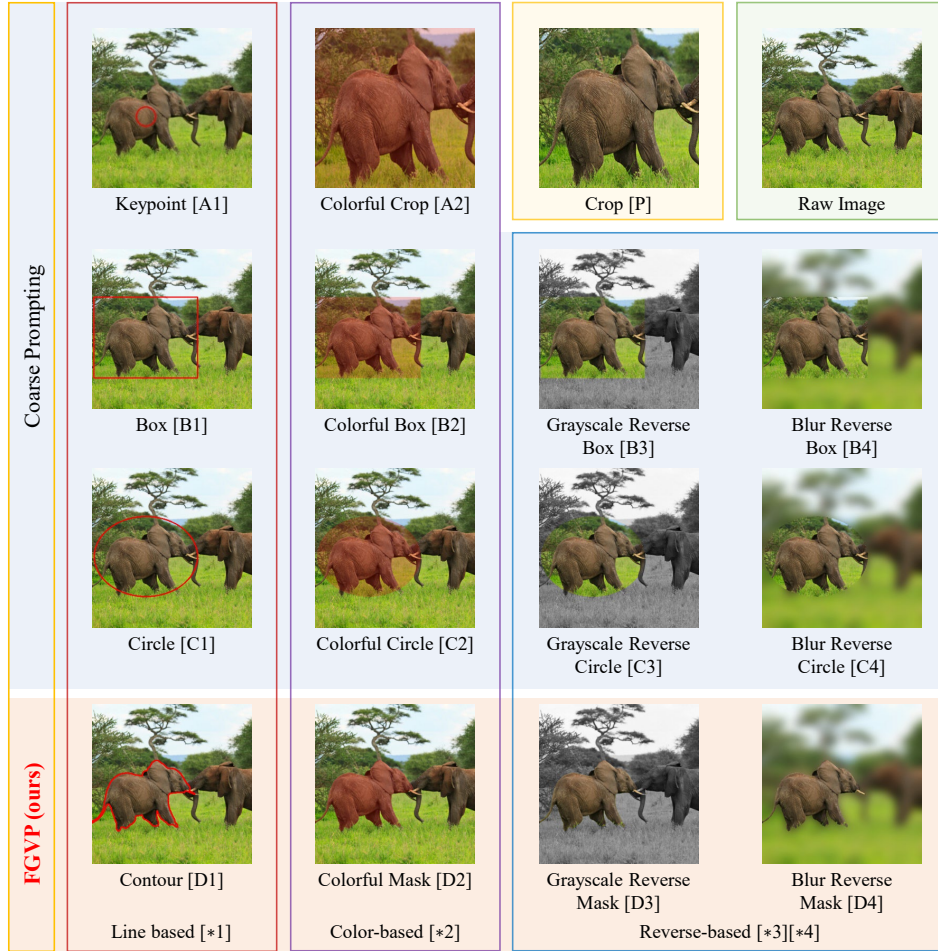 Coarse Prompting
Keypoint [A1]
Colorful Crop [A2]
Crop [P]
Raw Image
Box [B1]
Colorful Box [B2]
Grayscale Reverse
Box [B3]
Blur Reverse
Box [B4]
Circle [C1]
Colorful Circle [C2]
Grayscale Reverse
Circle [C3]
Blur Reverse
Circle [C4]
FGVP (ours)
Contour [D1]
Colorful Mask [D2]
Grayscale Reverse
Mask [D3]
Blur Reverse
Mask [D4]
Line based [*1]
Color-based [*2]
Reverse-based [*3][*4]